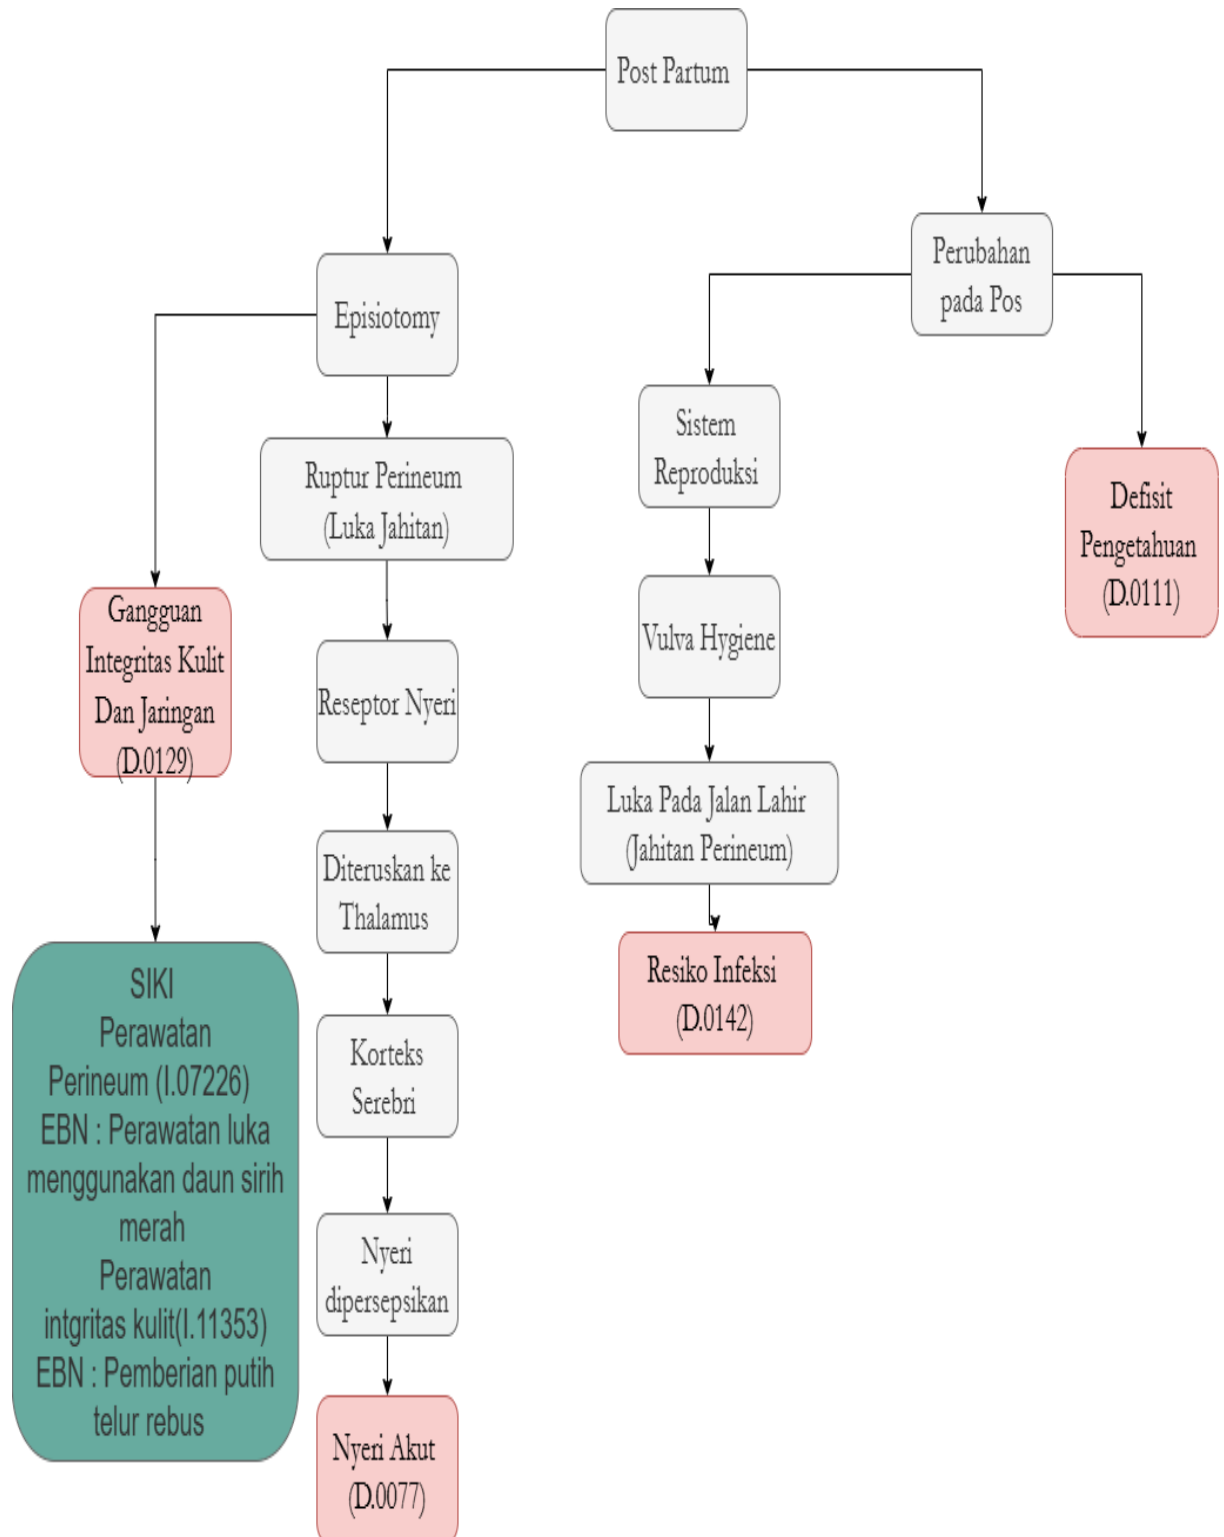 Post Partum
Perubahan
pada Pos
Episiotomy
Sistem
Reproduksi
Ruptur Perineum
(Luka Jahitan)
Defisit
Pengetahuan
(D.0111)
Gangguan
Integritas Kulit
Dan Jaringan
(D.0129)
Vulva Hygiene
Reseptor Nyeri
Luka Pada Jalan Lahir
(Jahitan Perineum)
Diteruskan ke
Thalamus
Resiko Infeksi
(D.0142)
SIKI
Perawatan
Perineum (I.07226)
EBN : Perawatan luka
menggunakan daun sirih
merah
Perawatan
intgritas kulit(I.11353)
EBN : Pemberian putih
telur rebus
Korteks
Serebri
Nyeri
dipersepsikan
Nyeri Akut
(D.0077)